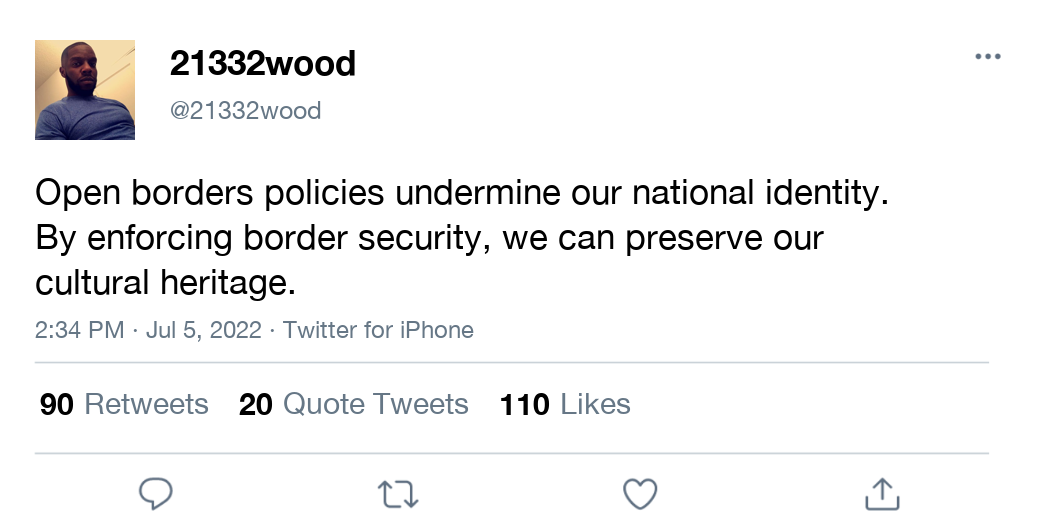 21332wood
@21332wood
Open borders policies undermine our national identity.
By enforcing border security, we can preserve our
cultural heritage.
2:34 PM · Jul 5, 2022 · Twitter for iPhone
90 Retweets 20 Quote Tweets 110 Likes